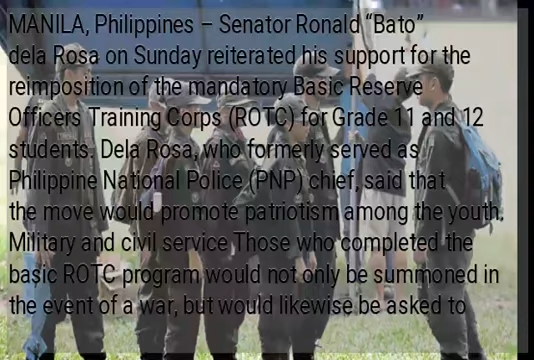 MANILA, Philippines – Senator Ronald “Bato”
dela Rosa on Sunday reiterated his support for the
reimposition of the mandatory Basic Reserve
Officers Training Corps (ROTC) for Grade 11 and 12
students. Dela Rosa, who formerly served as
Philippine National Police (PNP) chief, said that
the move would promote patriotism among the youth.
Military and civil service Those who completed the
basic ROTC program would not only be summoned in
the event of a war, but would likewise be asked to